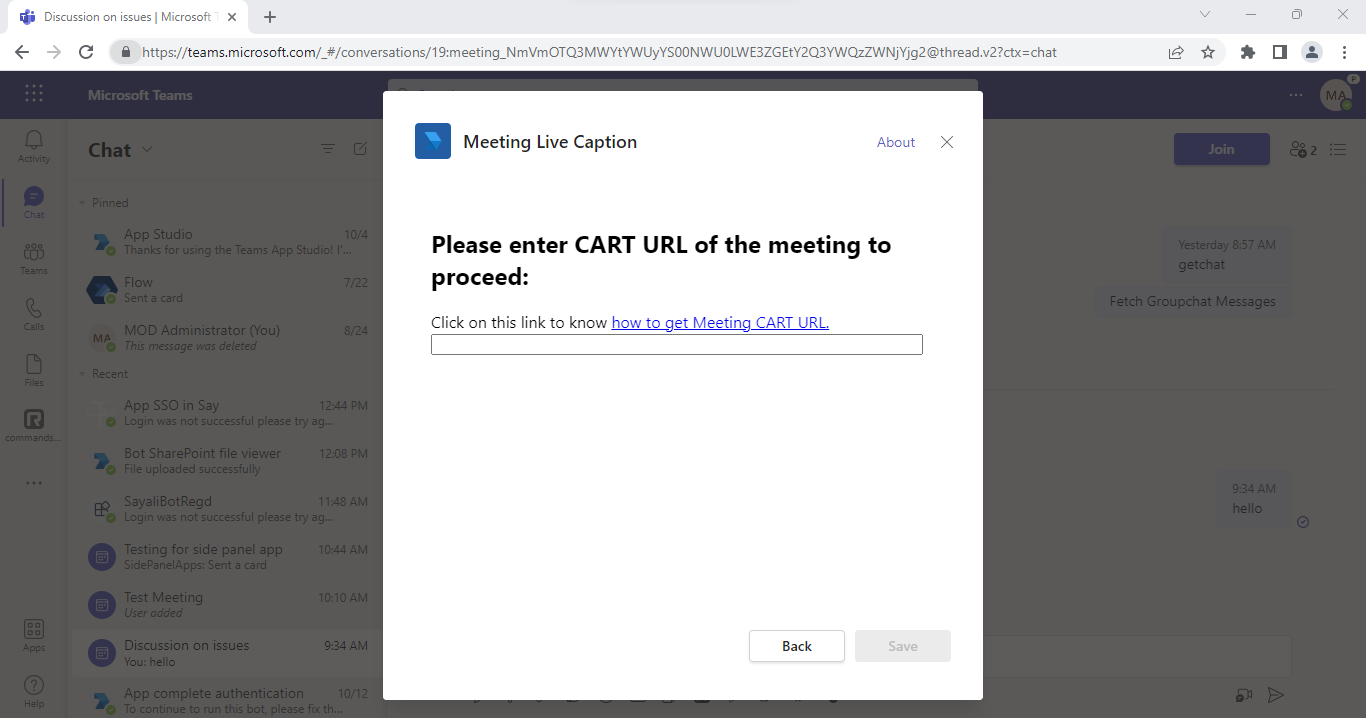 Discussion on issues | Microsoft T
https://teams.microsoft.com/_#/conversations/19:meeting_NmVmOTQ3MWYtYWUyYS00NWU0LWE3ZGEtY2Q3YWQzZWNjYjg2@thread.v2?ctx=chat
Microsoft Teams
P
MA
Activity
Chat
Teams
Calls
Files
commands...
Apps
Help
Chat
Pinned
App Studio 10/4
Thanks for using the Teams App Studio! I'...
Flow 7/22
Sent a card
MA
MOD Administrator (You) 8/24
This message was deleted
Recent
App SSO in Say 12:44 PM
Login was not successful please try ag...
Bot SharePoint file viewer 12:08 PM
File uploaded successfully
SayaliBotRegd 11:48 AM
Login was not successful please try ag...
Testing for side panel app 10:44 AM
SidePanelApps: Sent a card
Test Meeting 10:10 AM
User added
Discussion on issues 9:34 AM
You: hello
App complete authentication 10/12
To continue to run this bot, please fix th...
Meeting Live Caption
About
Please enter CART URL of the meeting to
proceed:
Click on this link to know how to get Meeting CART URL.
Back
Save
Join
2
Yesterday 8:57 AM
getchat
Fetch Groupchat Messages
9:34 AM
hello